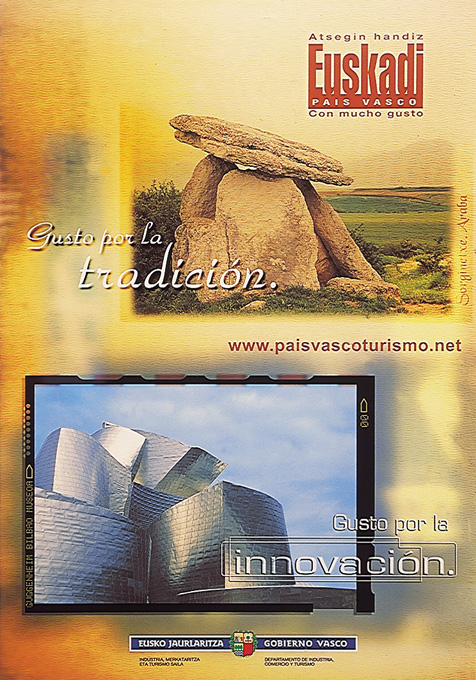 Atsegin handiz
Euskadi
PAIS VASCO
Con mucho gusto
Gusto por la
tradición.
Sorginetxe, Araba
www.paisvascoturismo.net
00
GUGGENHEIM BILBAO MUSEOA
Gusto por la
innovación.
EUSKO JAURLARITZA
GOBIERNO VASCO
INDUSTRIA, MERKATARITZA
ETA TURISMO SAILA
DEPARTAMENTO DE INDUSTRIA,
COMERCIO Y TURISMO